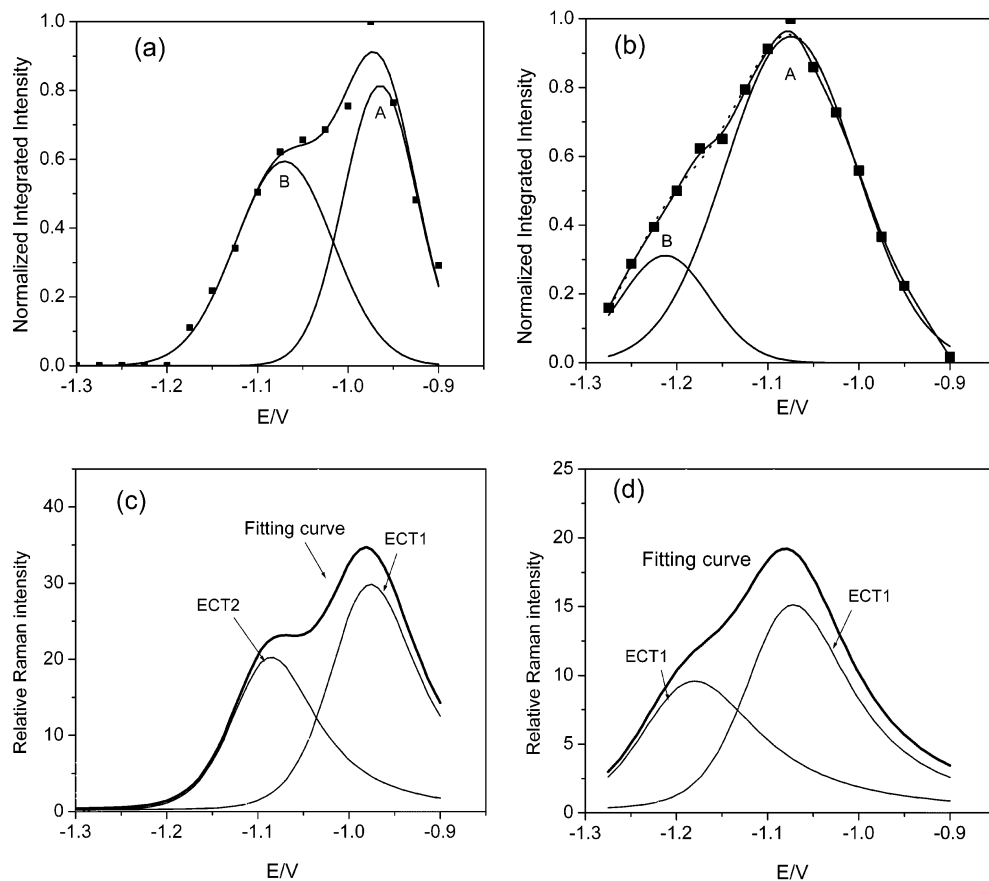 (a)
Normalized Integrated Intensity
1.0
0.8
0.6
0.4
0.2
0.0
A
B
-1.3
-1.2
-1.1
-1.0
-0.9
E/V
(b)
Normalized Integrated Intensity
1.0
0.8
0.6
0.4
0.2
0.0
A
B
-1.3
-1.2
-1.1
-1.0
-0.9
E/V
(c)
Relative Raman intensity
40
30
20
10
0
Fitting curve
ECT1
ECT2
-1.3
-1.2
-1.1
-1.0
-0.9
E/V
(d)
Relative Raman intensity
25
20
15
10
5
0
Fitting curve
ECT1
ECT1
-1.3
-1.2
-1.1
-1.0
-0.9
E/V